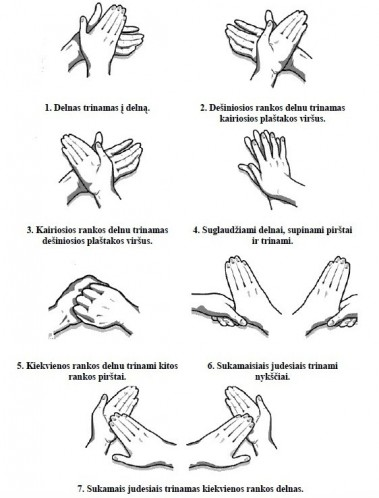 1. Delnas trinamas į delną.
2. Dešiniosios rankos delnu trinamas
kairiosios plaštakos viršus.
3. Kairiosios rankos delnu trinamas
dešiniosios plaštakos viršus.
4. Suglaudžiami delnai, supinami pirštai
ir trinami.
5. Kiekvienos rankos delnu trinami kitos
rankos pirštai.
6. Sukamaisiais judesiais trinami
nykščiai.
7. Sukamais judesiais trinamas kiekvienos rankos delnas.